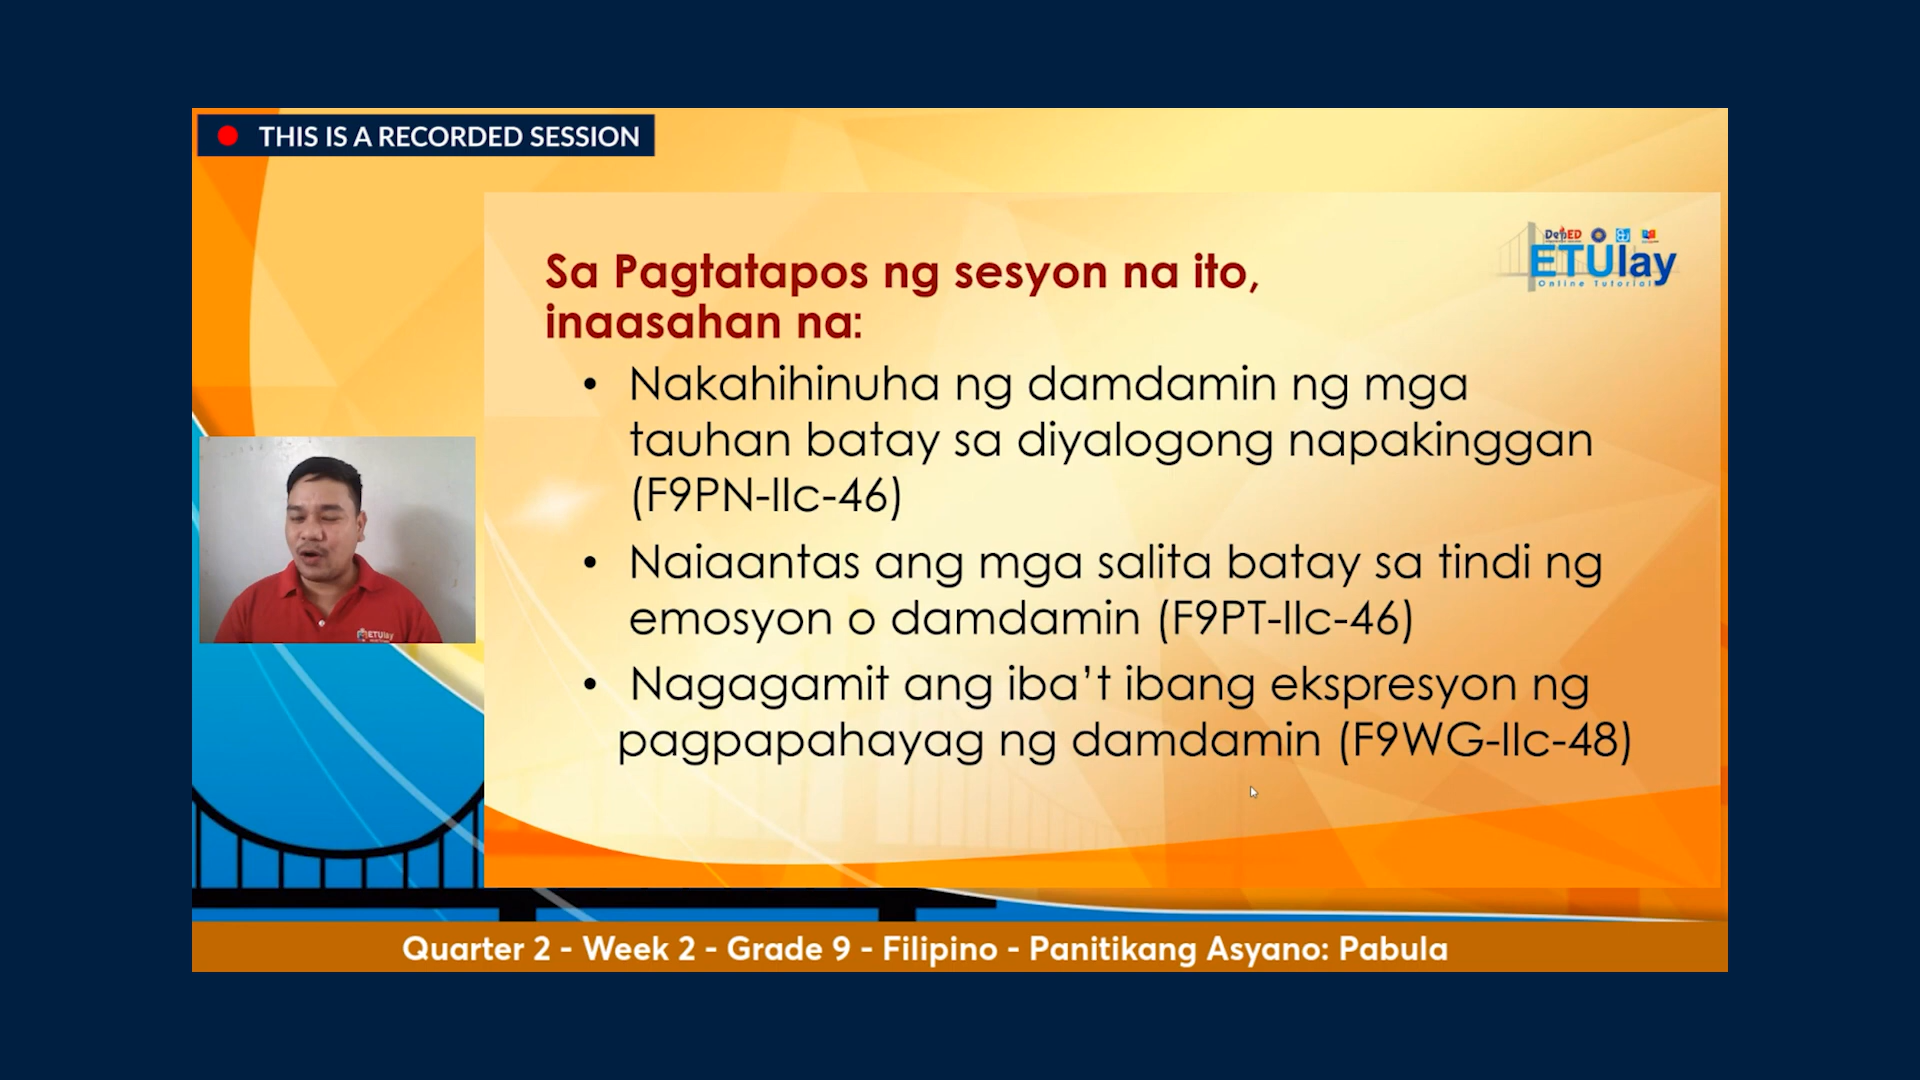 THIS IS A RECORDED SESSION
DepED
ETUlay
Online Tutorial
Sa Pagtatapos ng sesyon na ito,
inaasahan na:
• Nakahihinuha ng damdamin ng mga
tauhan batay sa diyalogong napakinggan
(F9PN-IIc-46)
• Naiaantas ang mga salita batay sa tindi ng
emosyon o damdamin (F9PT-IIc-46)
• Nagagamit ang iba't ibang ekspresyon ng
pagpapahayag ng damdamin (F9WG-IIc-48)
ETUlay
Quarter 2 - Week 2 - Grade 9 - Filipino - Panitikang Asyano: Pabula